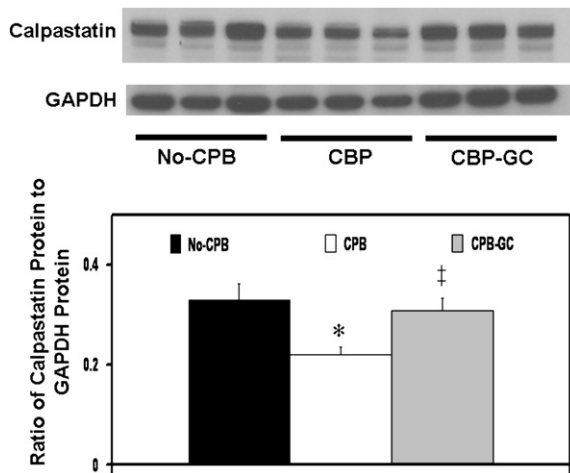 Calpastatin
GAPDH
No-CPB CBP CBP-GC
Ratio of Calpastatin Protein to
GAPDH Protein
No-CPB CPB CPB-GC
0.4
‡
*
0.2
0